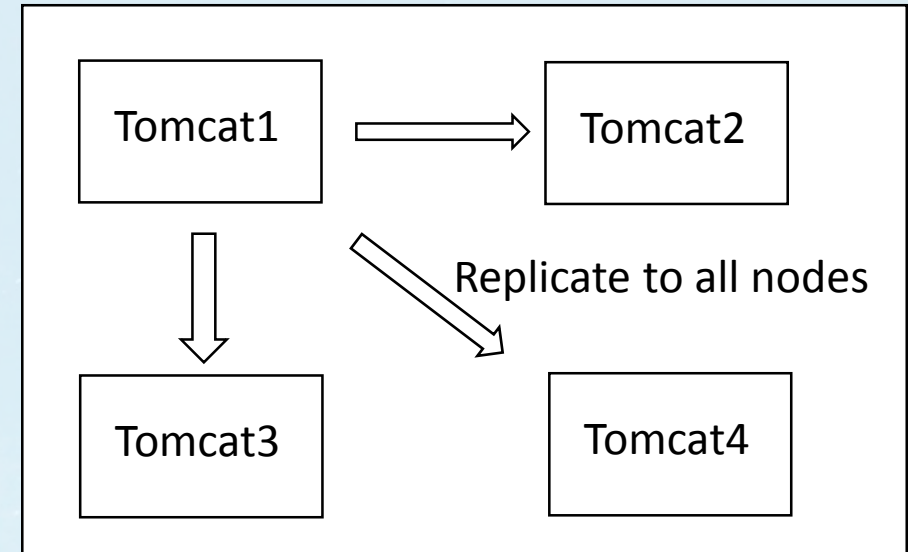 Tomcat1
Tomcat2
Replicate to all nodes
Tomcat3
Tomcat4